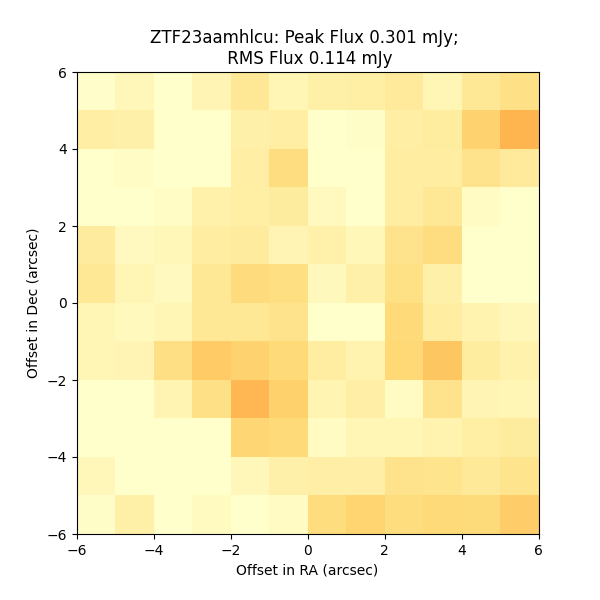 ZTF23aamhlcu: Peak Flux 0.301 mJy;
RMS Flux 0.114 mJy
6
4
2
0
−2
−4
−6
Offset in Dec (arcsec)
−6 −4 −2 0 2 4 6
Offset in RA (arcsec)